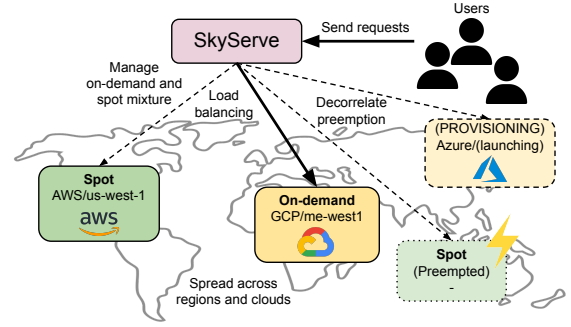 Users
Send requests
SkyServe
Manage
on-demand and
spot mixture
Load
balancing
Decorrelate
preemption
(PROVISIONING)
Azure/(launching)
Spot
AWS/us-west-1
aws
On-demand
GCP/me-west1
Spot
(Preempted)
-
Spread across
regions and clouds